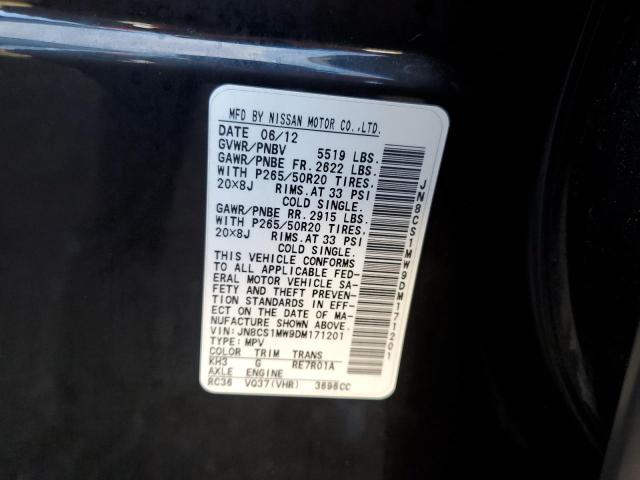 MFD BY NISSAN MOTOR CO.,LTD.
DATE 06/12
GVWR/PNBV 5519 LBS.
GAWR/PNBE FR. 2622 LBS.
WITH P265/50R20 TIRES.
20X8J RIMS.AT 33 PSI
COLD SINGLE.
GAWR/PNBE RR. 2915 LBS.
WITH P265/50R20 TIRES.
20X8J RIMS.AT 33 PSI
COLD SINGLE.
THIS VEHICLE CONFORMS
TO ALL APPLICABLE FED-
ERAL MOTOR VEHICLE SA-
FETY AND THEFT PREVEN-
TION STANDARDS IN EFF-
ECT ON THE DATE OF MA-
NUFACTURE SHOWN ABOVE.
VIN: JN8CS1MW9DM171201
TYPE: MPV
COLOR TRIM TRANS
KH3 G RE7R01A
AXLE ENGINE
RC36 VQ37(VHR) 3696CC
JN8CS1MW9DM171201